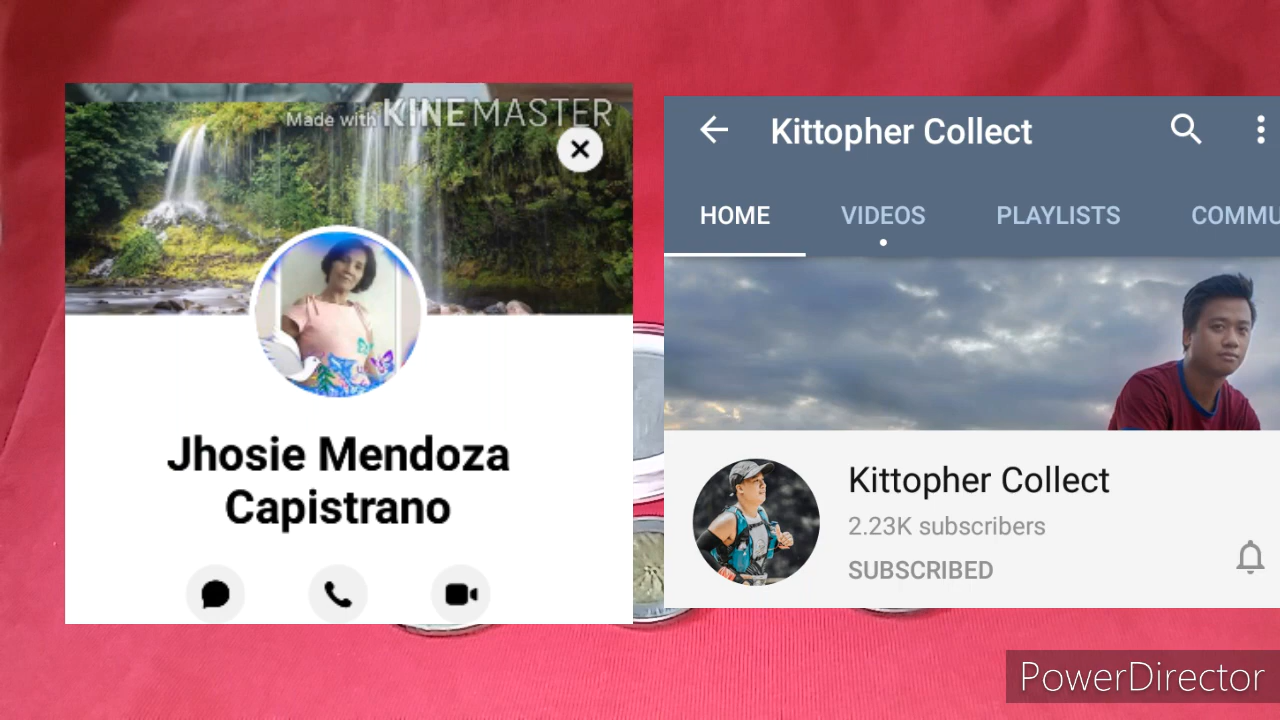 Made with KINEMASTER
Jhosie Mendoza
Capistrano
Kittopher Collect
HOME VIDEOS PLAYLISTS COMMU
Kittopher Collect
2.23K subscribers
SUBSCRIBED
PowerDirector